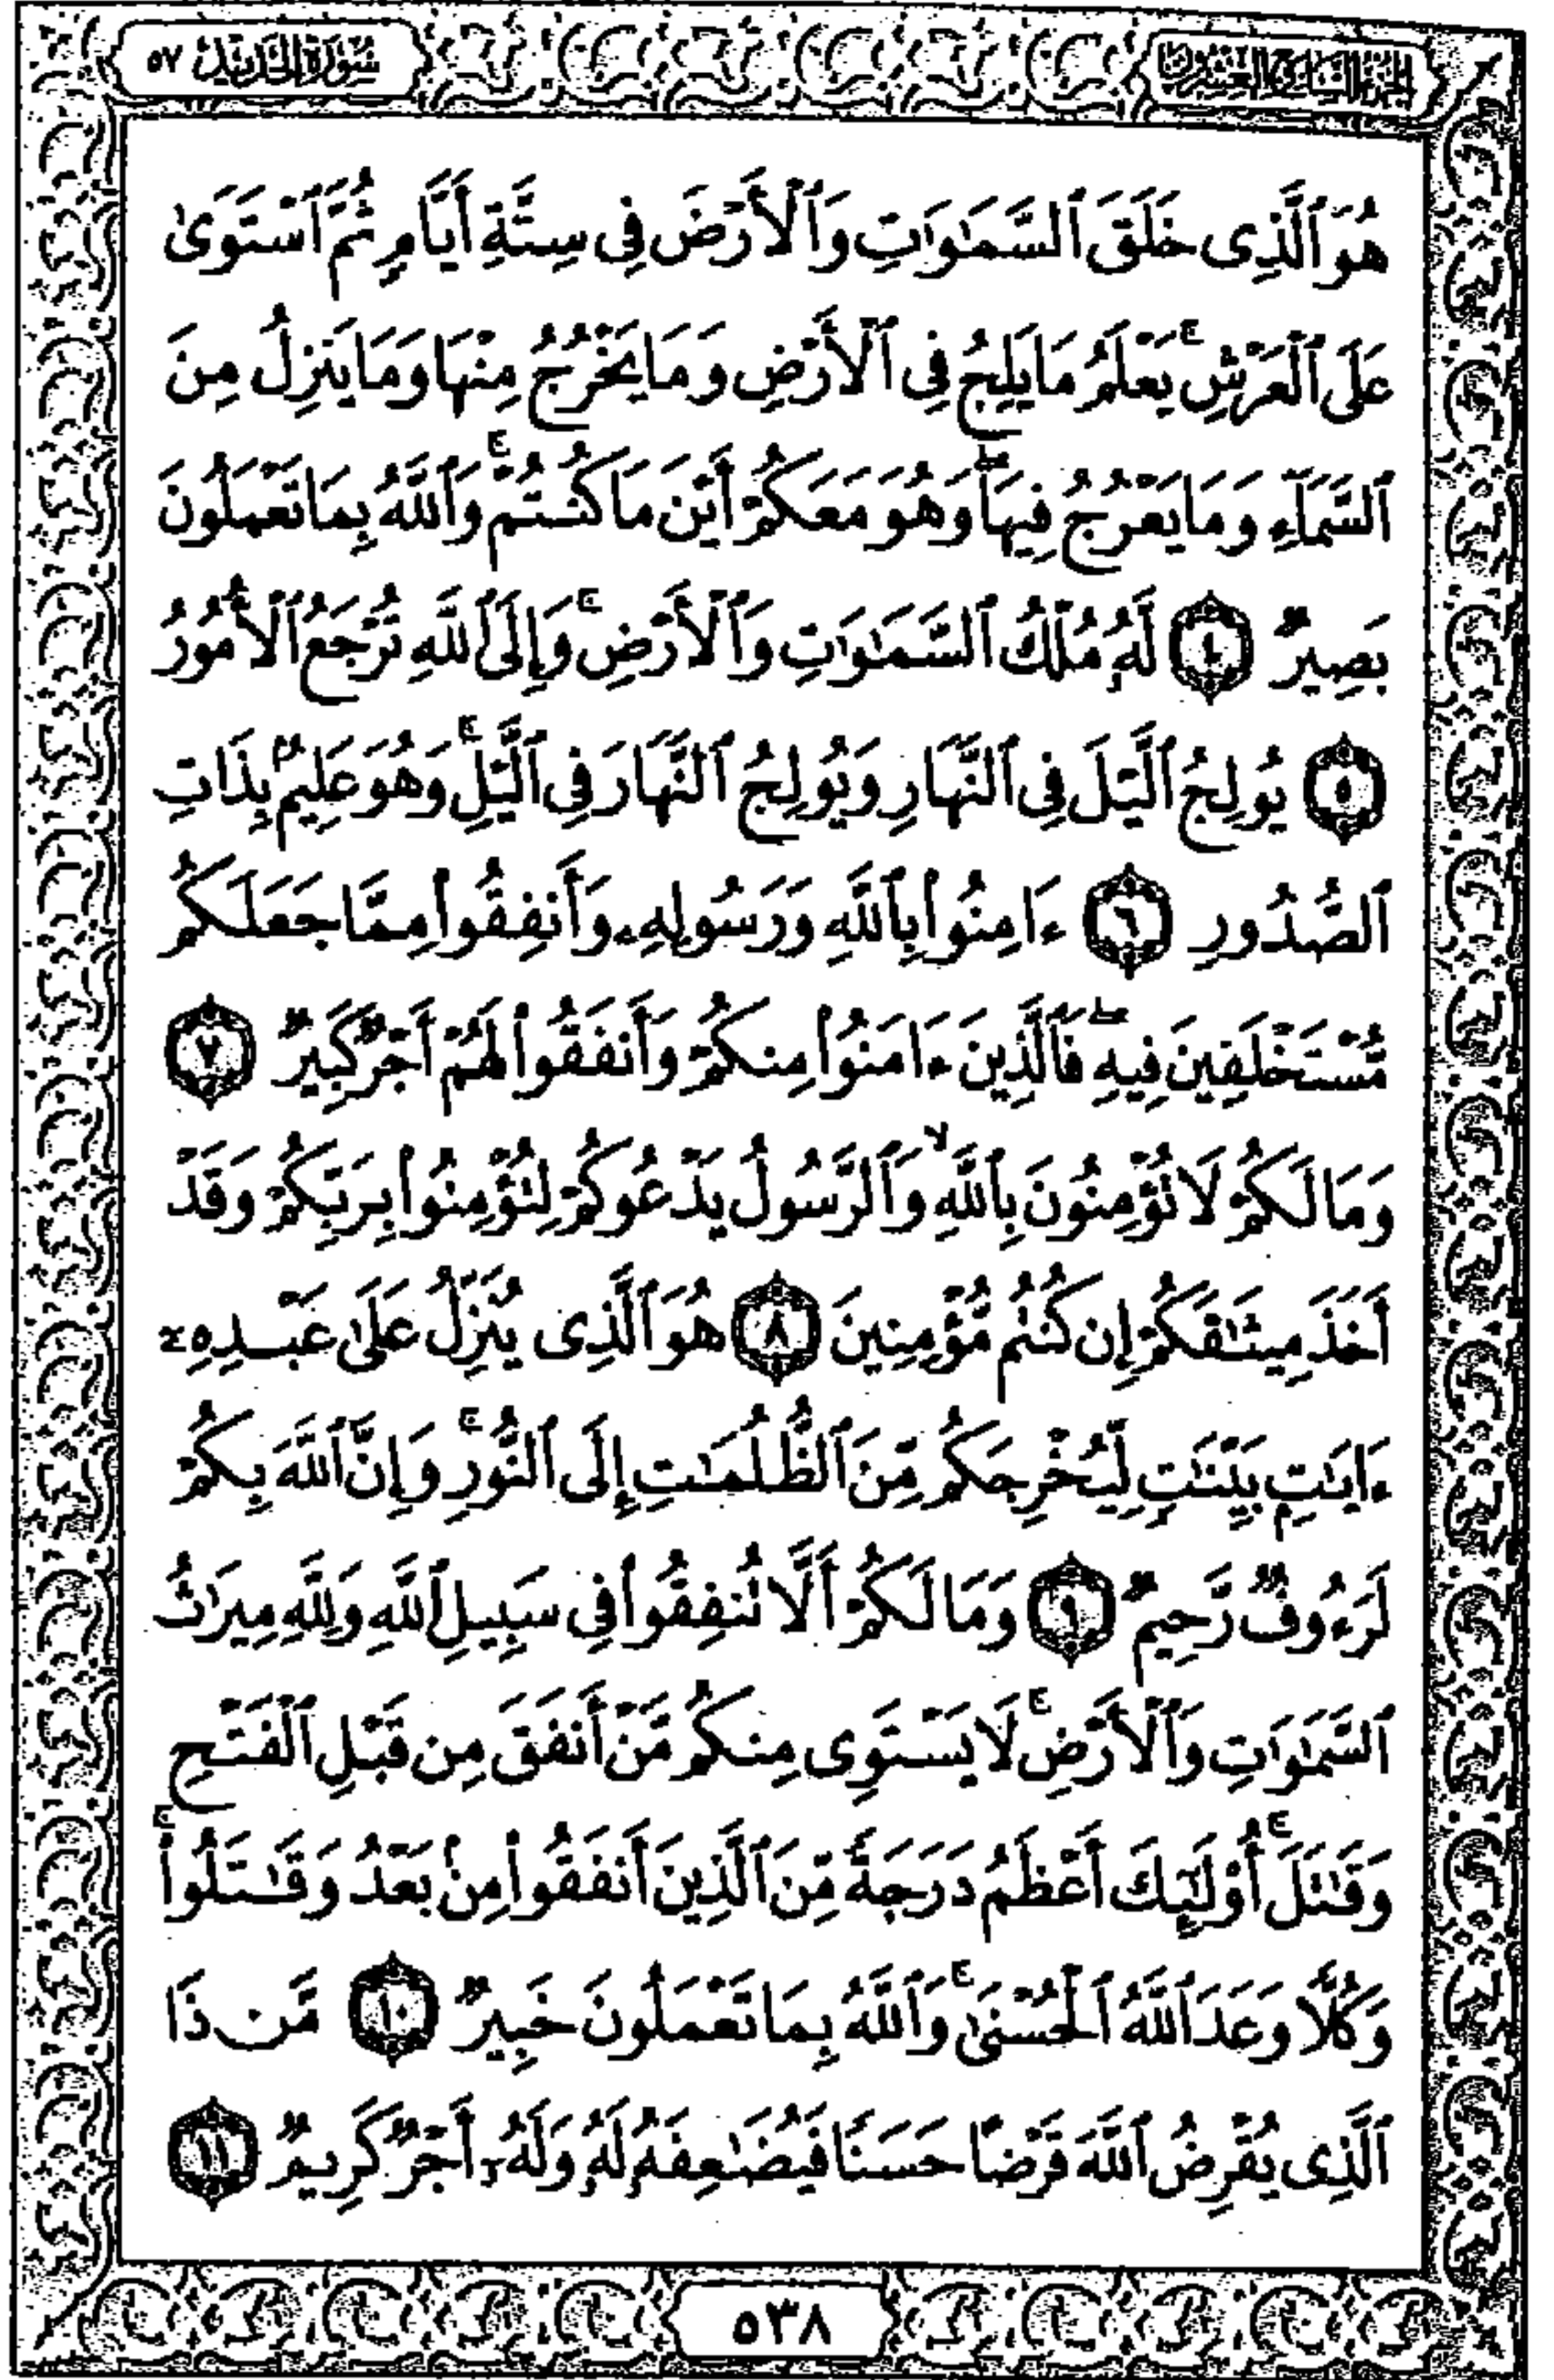 الجزء السابع والعشرون
سورة الحديد ٥٧
هُوَ ٱلَّذِى خَلَقَ ٱلسَّمَٰوَٰتِ وَٱلْأَرْضَ فِى سِتَّةِ أَيَّامٍ ثُمَّ ٱسْتَوَىٰ
عَلَى ٱلْعَرْشِ ۚ يَعْلَمُ مَا يَلِجُ فِى ٱلْأَرْضِ وَمَا يَخْرُجُ مِنْهَا وَمَا يَنزِلُ مِنَ
ٱلسَّمَآءِ وَمَا يَعْرُجُ فِيهَا ۖ وَهُوَ مَعَكُمْ أَيْنَ مَا كُنتُمْ ۚ وَٱللَّهُ بِمَا تَعْمَلُونَ
بَصِيرٌ ٤ لَّهُۥ مُلْكُ ٱلسَّمَٰوَٰتِ وَٱلْأَرْضِ ۚ وَإِلَى ٱللَّهِ تُرْجَعُ ٱلْأُمُورُ
٥ يُولِجُ ٱلَّيْلَ فِى ٱلنَّهَارِ وَيُولِجُ ٱلنَّهَارَ فِى ٱلَّيْلِ ۚ وَهُوَ عَلِيمٌۢ بِذَاتِ
ٱلصُّدُورِ ٦ ءَامِنُوا۟ بِٱللَّهِ وَرَسُولِهِۦ وَأَنفِقُوا۟ مِمَّا جَعَلَكُم
مُّسْتَخْلَفِينَ فِيهِ ۖ فَٱلَّذِينَ ءَامَنُوا۟ مِنكُمْ وَأَنفَقُوا۟ لَهُمْ أَجْرٌ كَبِيرٌ ٧
وَمَا لَكُمْ لَا تُؤْمِنُونَ بِٱللَّهِ ۙ وَٱلرَّسُولُ يَدْعُوكُمْ لِتُؤْمِنُوا۟ بِرَبِّكُمْ وَقَدْ
أَخَذَ مِيثَٰقَكُمْ إِن كُنتُم مُّؤْمِنِينَ ٨ هُوَ ٱلَّذِى يُنَزِّلُ عَلَىٰ عَبْدِهِۦٓ
ءَايَٰتٍۭ بَيِّنَٰتٍ لِّيُخْرِجَكُم مِّنَ ٱلظُّلُمَٰتِ إِلَى ٱلنُّورِ ۚ وَإِنَّ ٱللَّهَ بِكُمْ
لَرَءُوفٌ رَّحِيمٌ ٩ وَمَا لَكُمْ أَلَّا تُنفِقُوا۟ فِى سَبِيلِ ٱللَّهِ وَلِلَّهِ مِيرَٰثُ
ٱلسَّمَٰوَٰتِ وَٱلْأَرْضِ ۚ لَا يَسْتَوِى مِنكُم مَّنْ أَنفَقَ مِن قَبْلِ ٱلْفَتْحِ
وَقَٰتَلَ ۚ أُو۟لَٰٓئِكَ أَعْظَمُ دَرَجَةً مِّنَ ٱلَّذِينَ أَنفَقُوا۟ مِنۢ بَعْدُ وَقَٰتَلُوا۟ ۚ
وَكُلًّا وَعَدَ ٱللَّهُ ٱلْحُسْنَىٰ ۚ وَٱللَّهُ بِمَا تَعْمَلُونَ خَبِيرٌ ١٠ مَّن ذَا
ٱلَّذِى يُقْرِضُ ٱللَّهَ قَرْضًا حَسَنًا فَيُضَٰعِفَهُۥ لَهُۥ وَلَهُۥٓ أَجْرٌ كَرِيمٌ ١١
٥٣٨